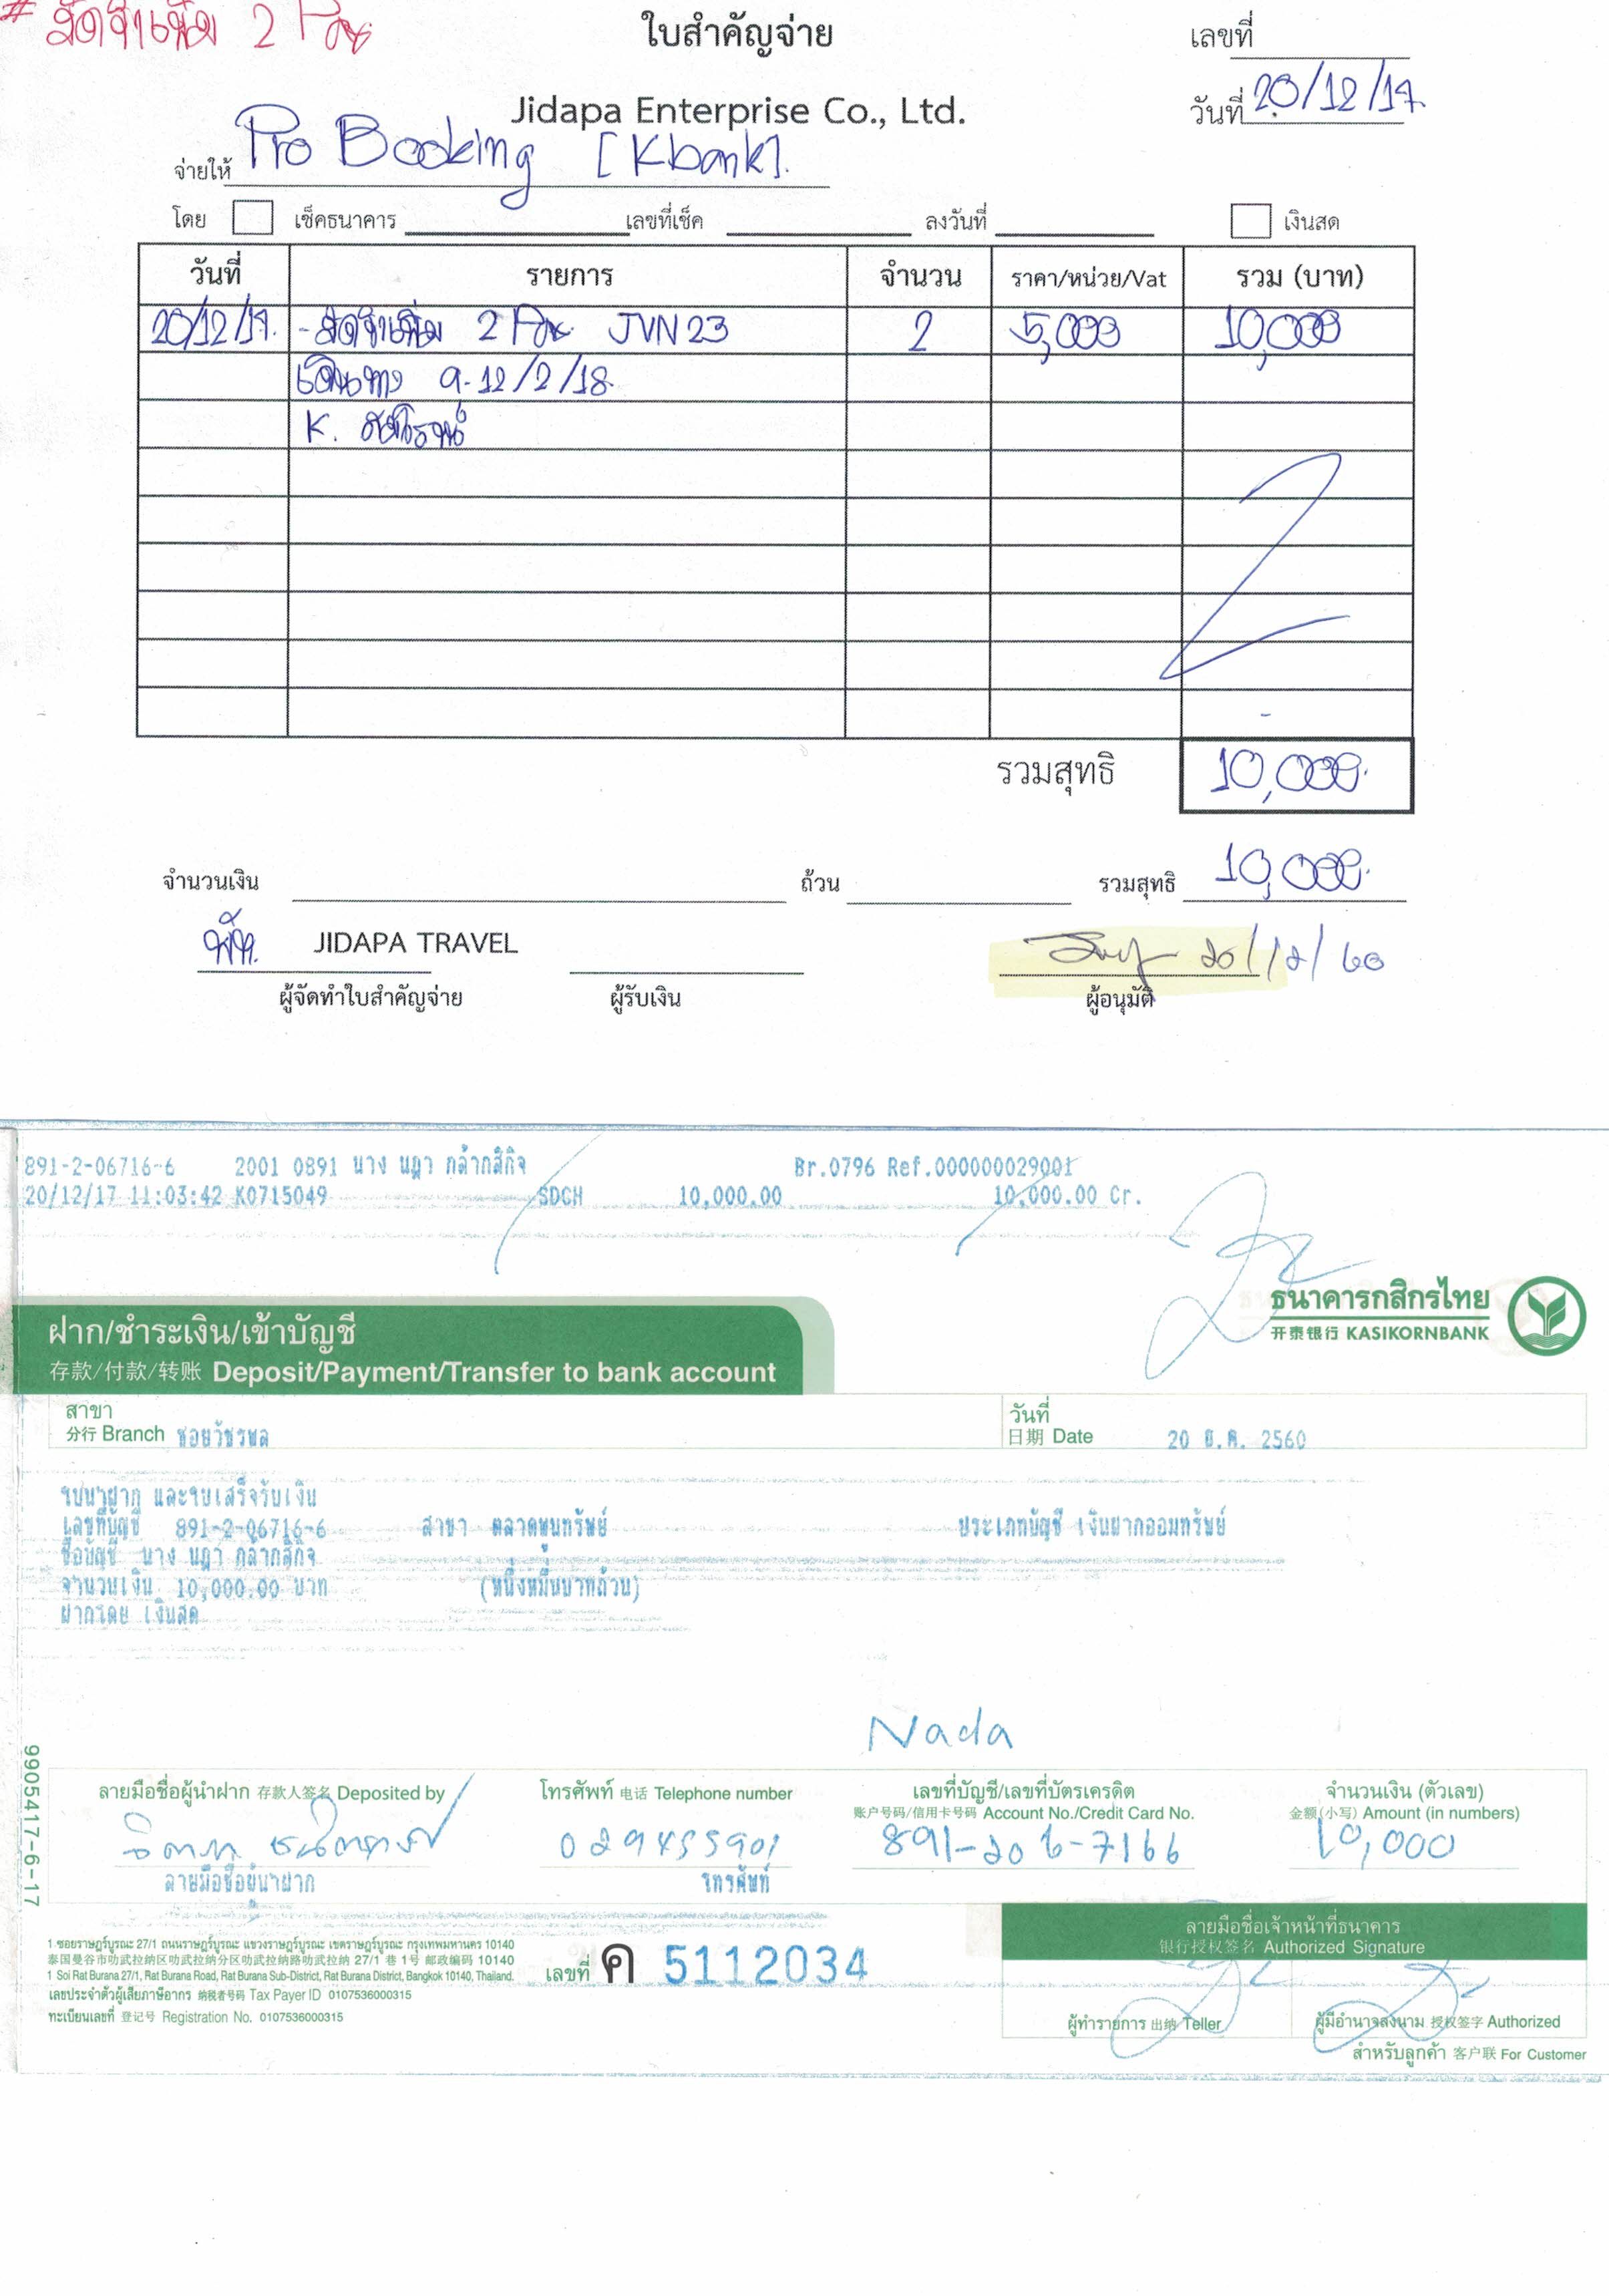 # มัดจำเพิ่ม 2 Pax
ใบสำคัญจ่าย
เลขที่
Jidapa Enterprise Co., Ltd.
วันที่ 20/12/17.
จ่ายให้ Pro Booking [Kbank].
โดย เช็คธนาคาร เลขที่เช็ค ลงวันที่ เงินสด
วันที่ รายการ จำนวน ราคา/หน่วย/Vat รวม (บาท)
20/12/17. - มัดจำเพิ่ม 2 Pax JVN23 2 5,000 10,000
เดินทาง 9-12/2/18.
K.
-
รวมสุทธิ 10,000.
จำนวนเงิน ถ้วน รวมสุทธิ 10,000.
JIDAPA TRAVEL 20/12/60
ผู้จัดทำใบสำคัญจ่าย ผู้รับเงิน ผู้อนุมัติ
891-2-06716-6 2001 0891 นาง นฎา กล้ากสิกิจ Br.0796 Ref.000000029001
20/12/17 11:03:42 K0715049 SDCH 10,000.00 10,000.00 Cr.
ธนาคารกสิกรไทย
开泰银行 KASIKORNBANK
ฝาก/ชำระเงิน/เข้าบัญชี
存款/付款/转账 Deposit/Payment/Transfer to bank account
สาขา วันที่
分行 Branch ซอยวัชรพล 日期 Date 20 ธ.ค. 2560
ใบนำฝาก และใบเสร็จรับเงิน
เลขที่บัญชี 891-2-06716-6 สาขา ตลาดพูนทรัพย์ ประเภทบัญชี เงินฝากออมทรัพย์
ชื่อบัญชี นาง นฎา กล้ากสิกิจ
จำนวนเงิน 10,000.00 บาท (หนึ่งหมื่นบาทถ้วน)
ฝากโดย เงินสด
Nada
ลายมือชื่อผู้นำฝาก 存款人签名 Deposited by โทรศัพท์ 电话 Telephone number เลขที่บัญชี/เลขที่บัตรเครดิต จำนวนเงิน (ตัวเลข)
账户号码/信用卡号码 Account No./Credit Card No. 金额(小写) Amount (in numbers)
029455901 891-206-7166 10,000
ลายมือชื่อผู้นำฝาก โทรศัพท์
9905417-6-17
ลายมือชื่อเจ้าหน้าที่ธนาคาร
银行授权签名 Authorized Signature
1 ซอยราษฎร์บูรณะ 27/1 ถนนราษฎร์บูรณะ แขวงราษฎร์บูรณะ เขตราษฎร์บูรณะ กรุงเทพมหานคร 10140
泰国曼谷市叻武拉纳区叻武拉纳分区叻武拉纳路叻武拉纳 27/1 巷 1号 邮政编码 10140
1 Soi Rat Burana 27/1, Rat Burana Road, Rat Burana Sub-District, Rat Burana District, Bangkok 10140, Thailand.
เลขที่ ค 5112034
เลขประจำตัวผู้เสียภาษีอากร 纳税者号码 Tax Payer ID 0107536000315
ทะเบียนเลขที่ 登记号 Registration No. 0107536000315
ผู้ทำรายการ 出纳 Teller ผู้มีอำนาจลงนาม 授权签字 Authorized
สำหรับลูกค้า 客户联 For Customer